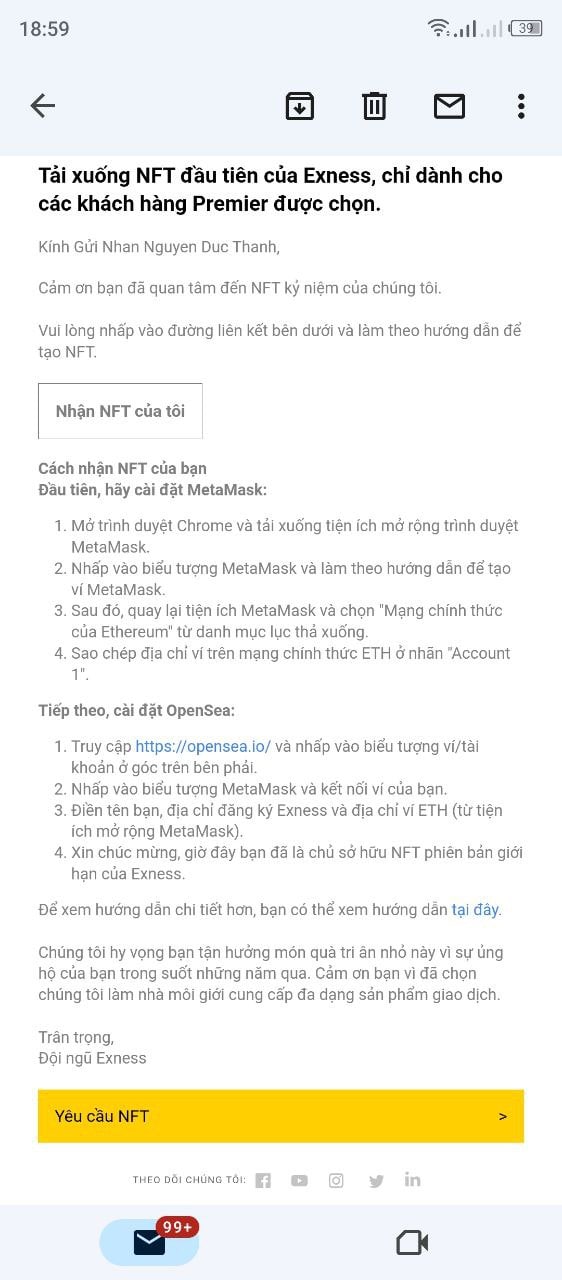 18:59
39
Tải xuống NFT đầu tiên của Exness, chỉ dành cho
các khách hàng Premier được chọn.
Kính Gửi Nhan Nguyen Duc Thanh,
Cảm ơn bạn đã quan tâm đến NFT kỷ niệm của chúng tôi.
Vui lòng nhấp vào đường liên kết bên dưới và làm theo hướng dẫn để
tạo NFT.
Nhận NFT của tôi
Cách nhận NFT của bạn
Đầu tiên, hãy cài đặt MetaMask:
1. Mở trình duyệt Chrome và tải xuống tiện ích mở rộng trình duyệt
MetaMask.
2. Nhấp vào biểu tượng MetaMask và làm theo hướng dẫn để tạo
ví MetaMask.
3. Sau đó, quay lại tiện ích MetaMask và chọn "Mạng chính thức
của Ethereum" từ danh mục lục thả xuống.
4. Sao chép địa chỉ ví trên mạng chính thức ETH ở nhãn "Account
1".
Tiếp theo, cài đặt OpenSea:
1. Truy cập https://opensea.io/ và nhấp vào biểu tượng ví/tài
khoản ở góc trên bên phải.
2. Nhấp vào biểu tượng MetaMask và kết nối ví của bạn.
3. Điền tên bạn, địa chỉ đăng ký Exness và địa chỉ ví ETH (từ tiện
ích mở rộng MetaMask).
4. Xin chúc mừng, giờ đây bạn đã là chủ sở hữu NFT phiên bản giới
hạn của Exness.
Để xem hướng dẫn chi tiết hơn, bạn có thể xem hướng dẫn tại đây.
Chúng tôi hy vọng bạn tận hưởng món quà tri ân nhỏ này vì sự ủng
hộ của bạn trong suốt những năm qua. Cảm ơn bạn vì đã chọn
chúng tôi làm nhà môi giới cung cấp đa dạng sản phẩm giao dịch.
Trân trọng,
Đội ngũ Exness
Yêu cầu NFT >
THEO DÕI CHÚNG TÔI:
99+